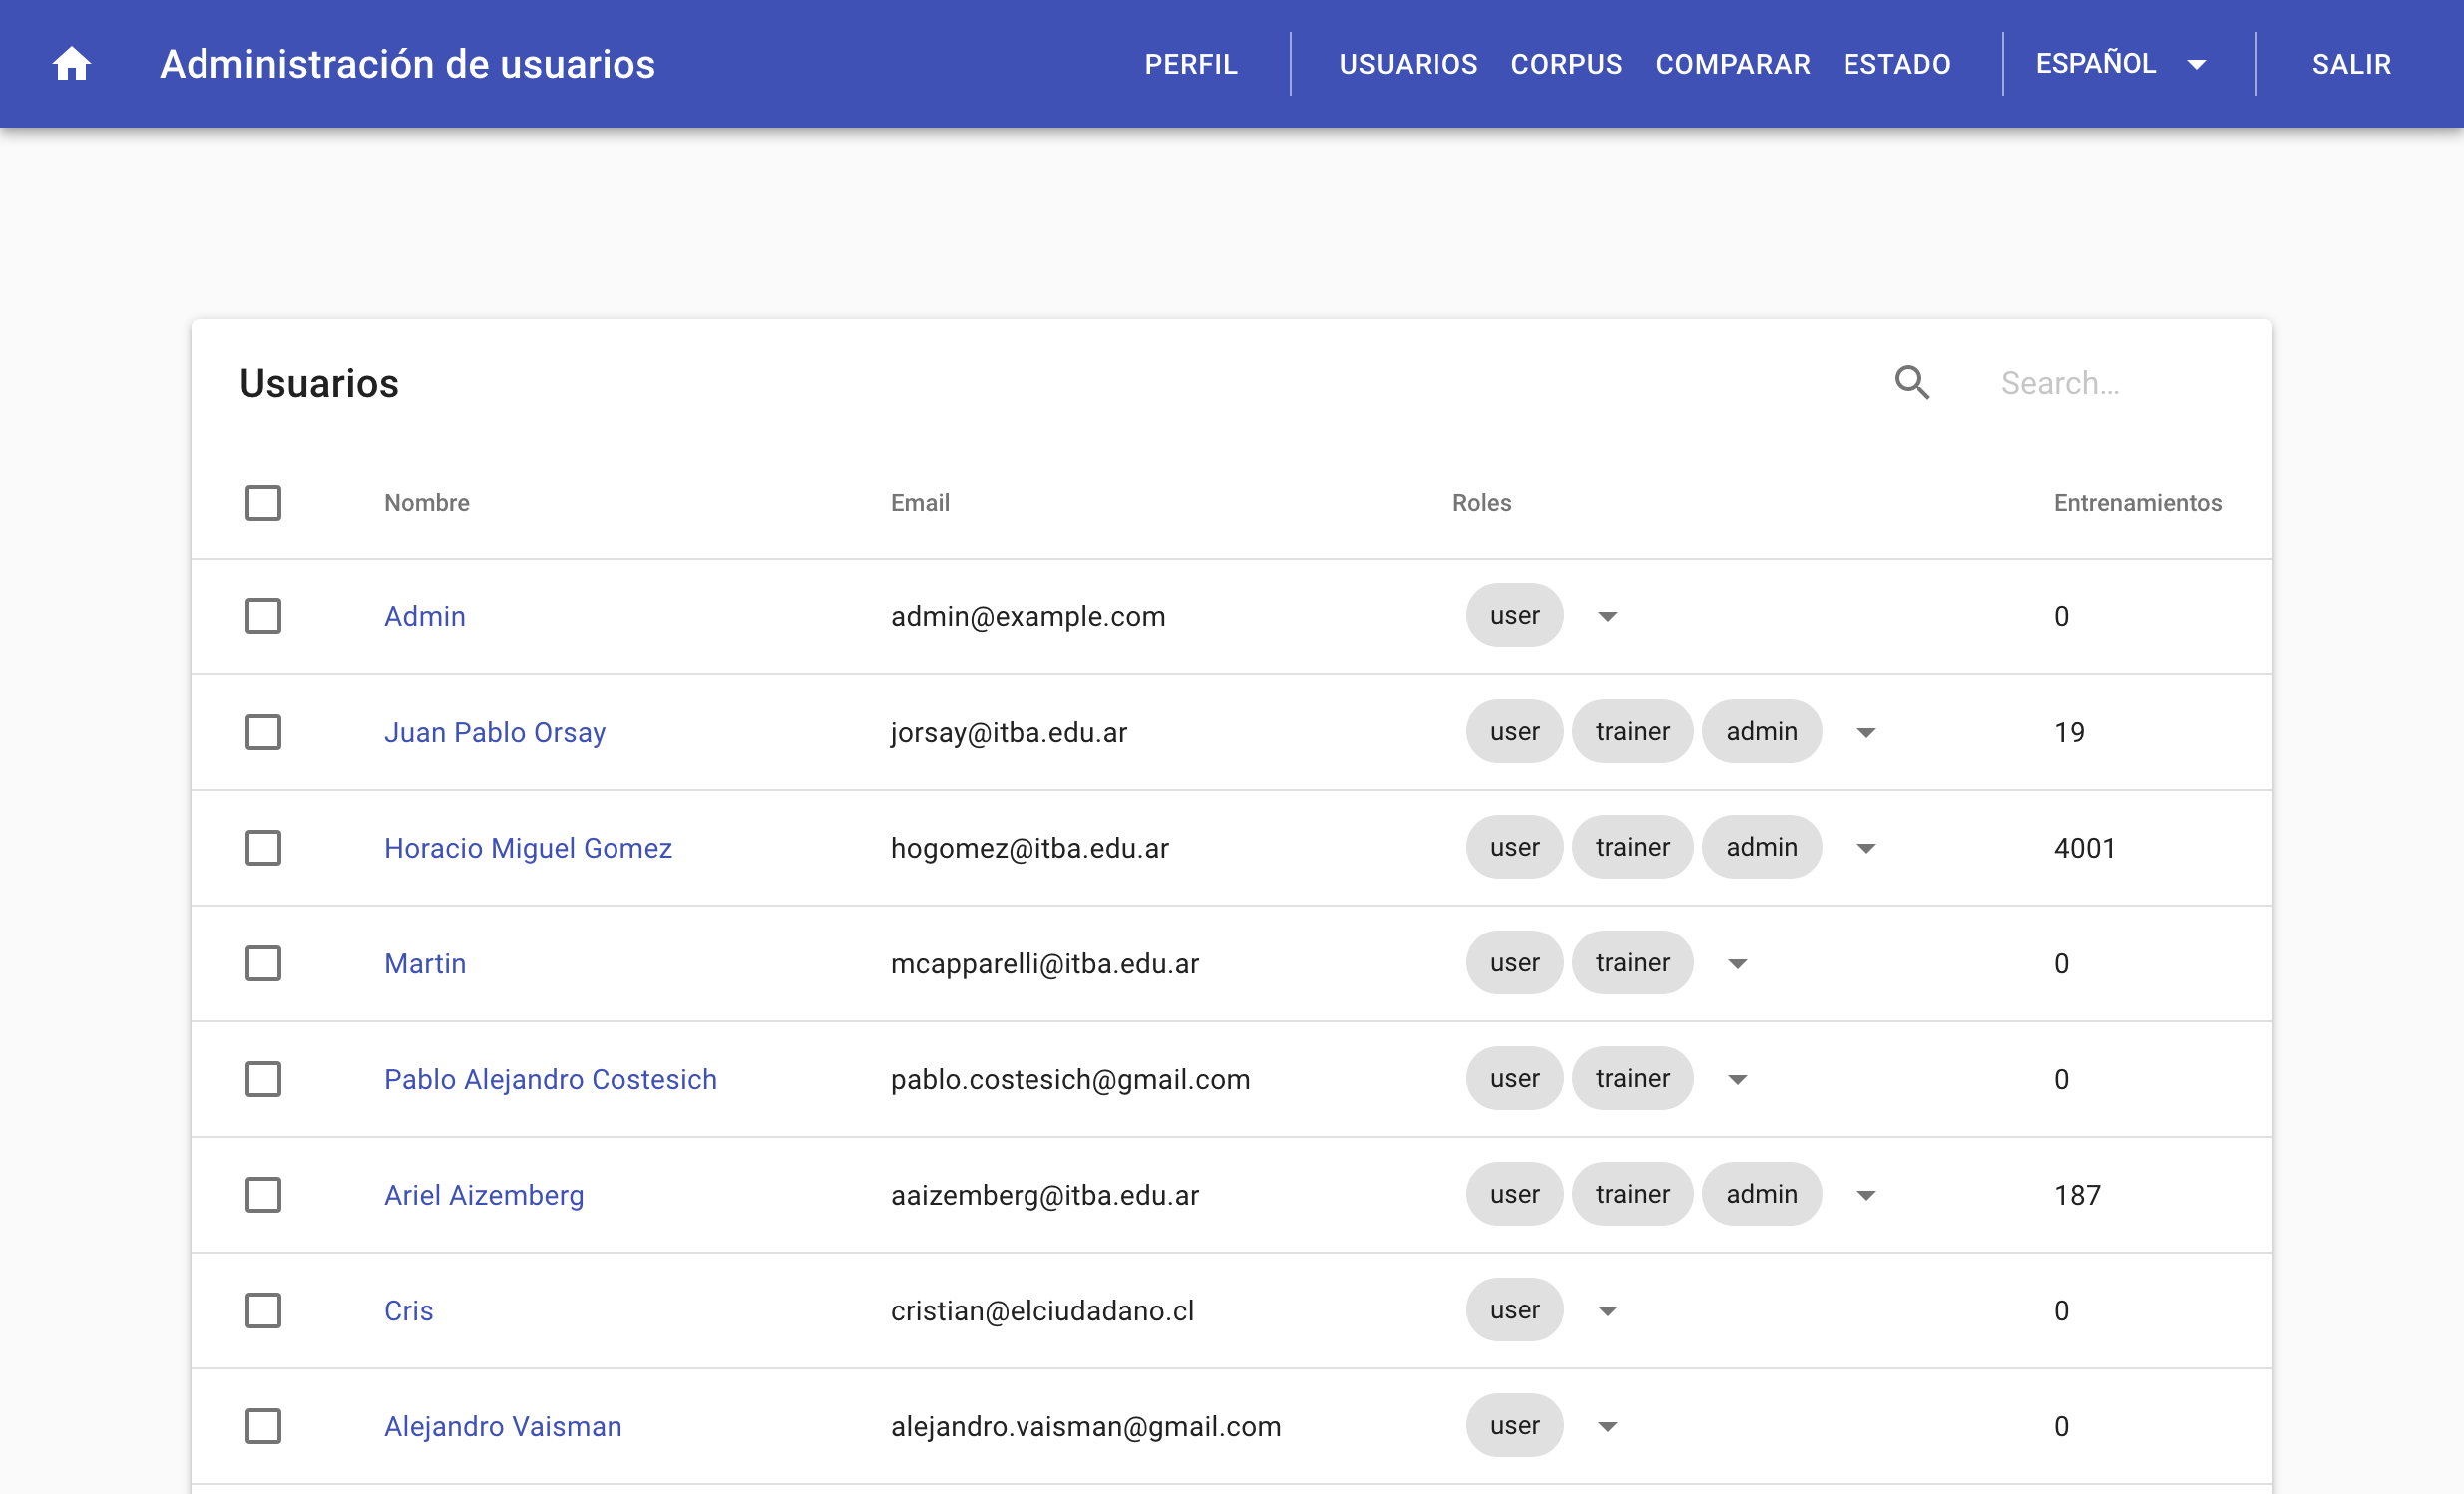 Administración de usuarios PERFIL USUARIOS CORPUS COMPARAR ESTADO ESPAÑOL SALIR
Usuarios Search...
Nombre Email Roles Entrenamientos
Admin admin@example.com user 0
Juan Pablo Orsay jorsay@itba.edu.ar user trainer admin 19
Horacio Miguel Gomez hogomez@itba.edu.ar user trainer admin 4001
Martin mcapparelli@itba.edu.ar user trainer 0
Pablo Alejandro Costesich pablo.costesich@gmail.com user trainer 0
Ariel Aizemberg aaizemberg@itba.edu.ar user trainer admin 187
Cris cristian@elciudadano.cl user 0
Alejandro Vaisman alejandro.vaisman@gmail.com user 0